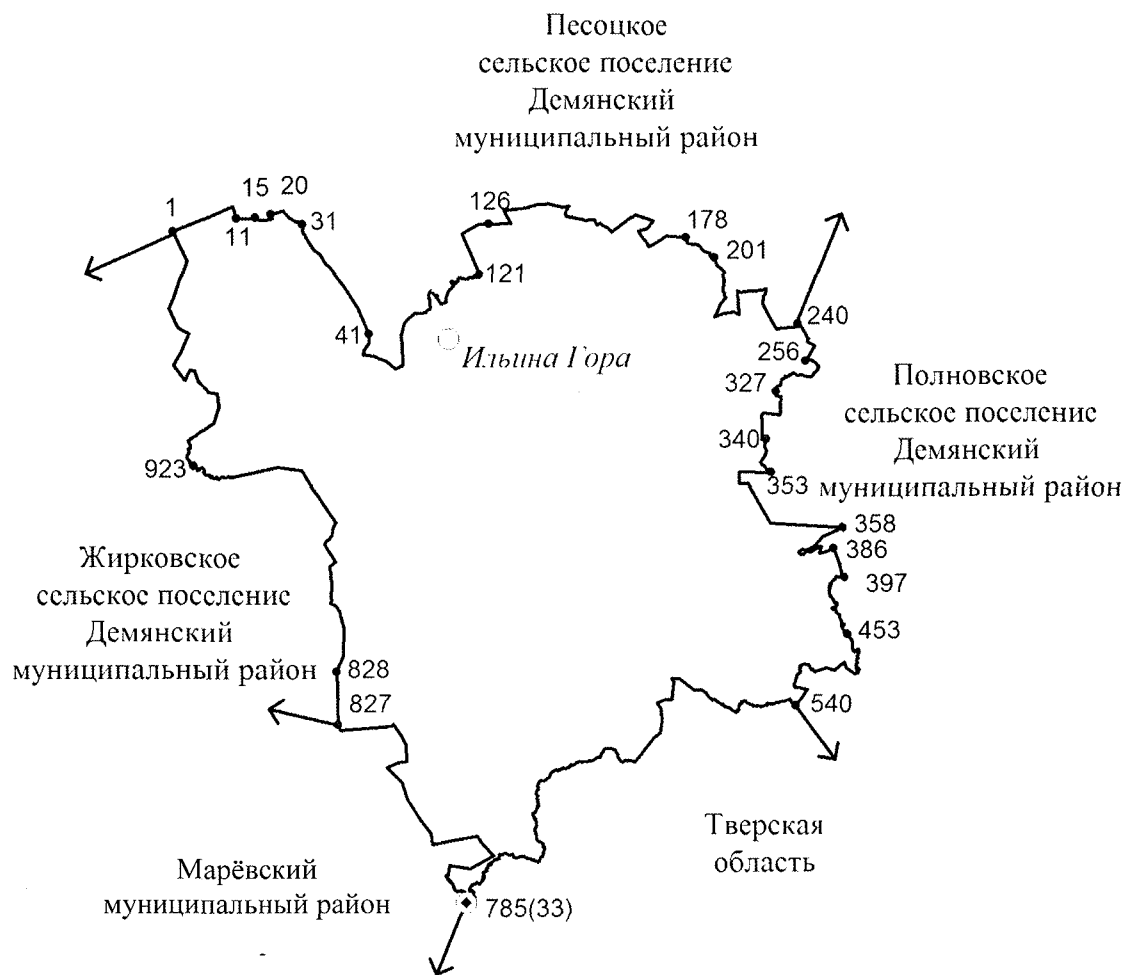 Песоцкое
сельское поселение
Демянский
муниципальный район
1
11
15
20
31
41
121
126
178
201
240
256
327
340
353
Ильина Гора
Полновское
сельское поселение
Демянский
муниципальный район
358
386
397
453
540
923
Жирковское
сельское поселение
Демянский
муниципальный район
828
827
Тверская
область
Марёвский
муниципальный район
785(33)